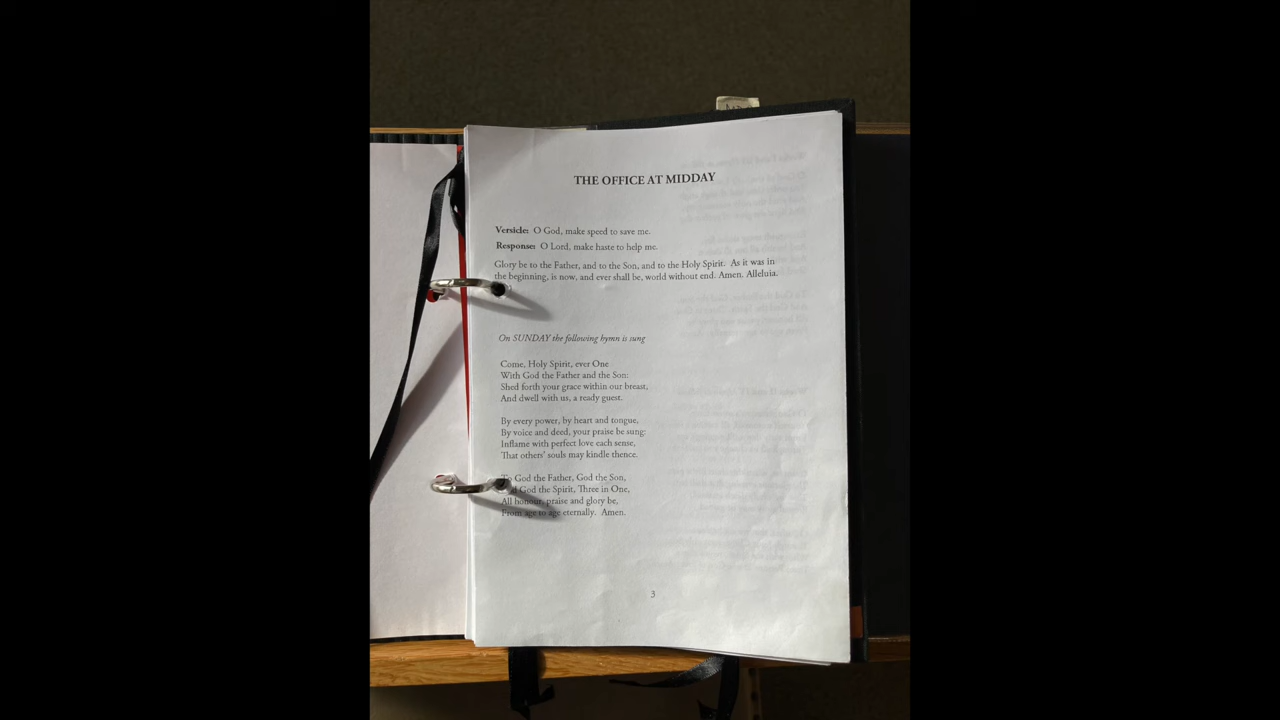 THE OFFICE AT MIDDAY
Versicle: O God, make speed to save me.
Response: O Lord, make haste to help me.
Glory be to the Father, and to the Son, and to the Holy Spirit. As it was in
the beginning, is now, and ever shall be, world without end. Amen. Alleluia.
On SUNDAY the following hymn is sung
Come, Holy Spirit, ever One
With God the Father and the Son:
Shed forth your grace within our breast,
And dwell with us, a ready guest.
By every power, by heart and tongue,
By voice and deed, your praise be sung:
Inflame with perfect love each sense,
That others' souls may kindle thence.
To God the Father, God the Son,
And God the Spirit, Three in One,
All honour, praise and glory be,
From age to age eternally. Amen.
3